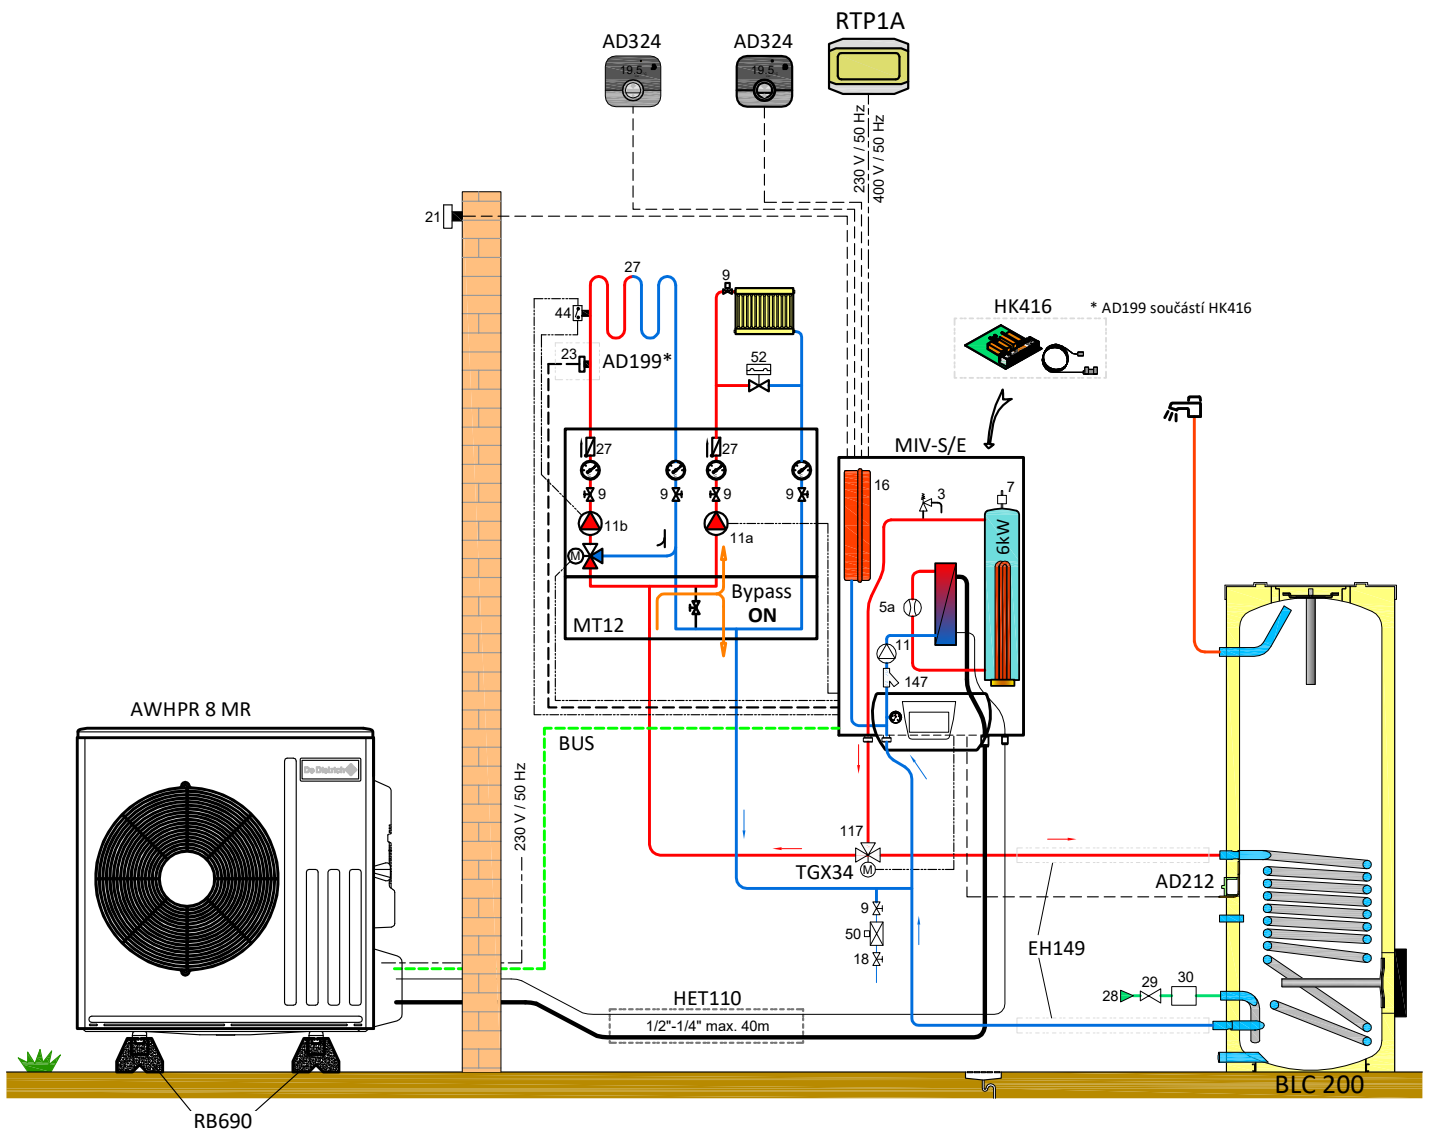 RTP1A
AD324
AD324
19.5
19.5
230 V / 50 Hz
400 V / 50 Hz
21
27
9
44
23
AD199*
52
HK416
* AD199 součástí HK416
MIV-S/E
27
27
9
9
9
9
11b
11a
M
Bypass
ON
MT12
16
3
7
6kW
5a
11
147
AWHPR 8 MR
De Dietrich
BUS
230 V / 50 Hz
117
TGX34
M
AD212
9
50
18
EH149
28
29
30
HET110
1/2"-1/4" max. 40m
BLC 200
RB690